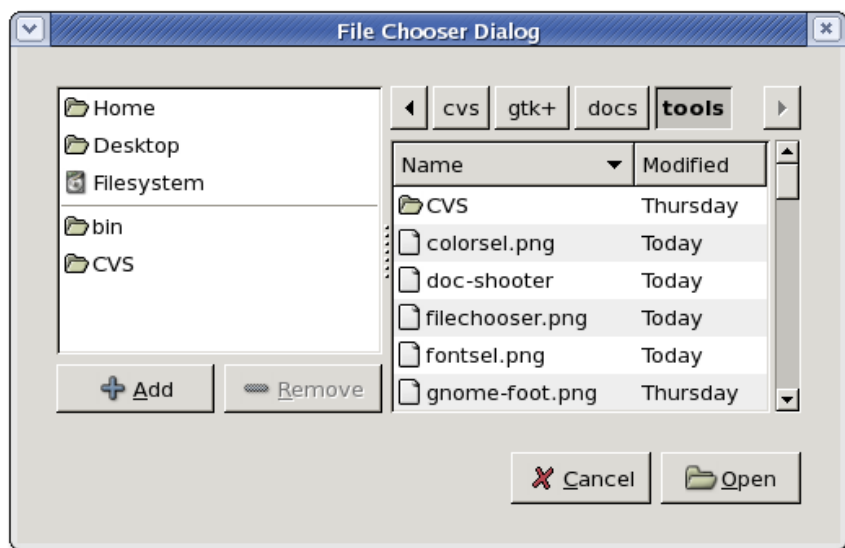 File Chooser Dialog
Home
Desktop
Filesystem
bin
CVS
Add
Remove
cvs gtk+ docs tools
Name Modified
CVS Thursday
colorsel.png Today
doc-shooter Today
filechooser.png Today
fontsel.png Today
gnome-foot.png Thursday
Cancel Open